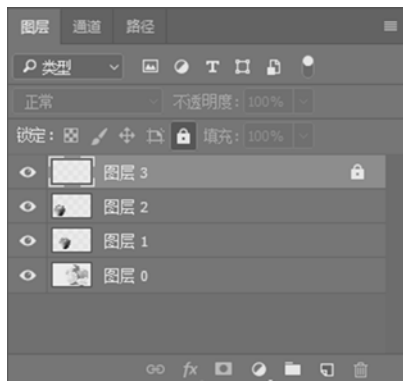 图层 通道 路径
类型
正常 不透明度: 100%
锁定: 填充: 100%
图层 3
图层 2
图层 1
图层 0
fx